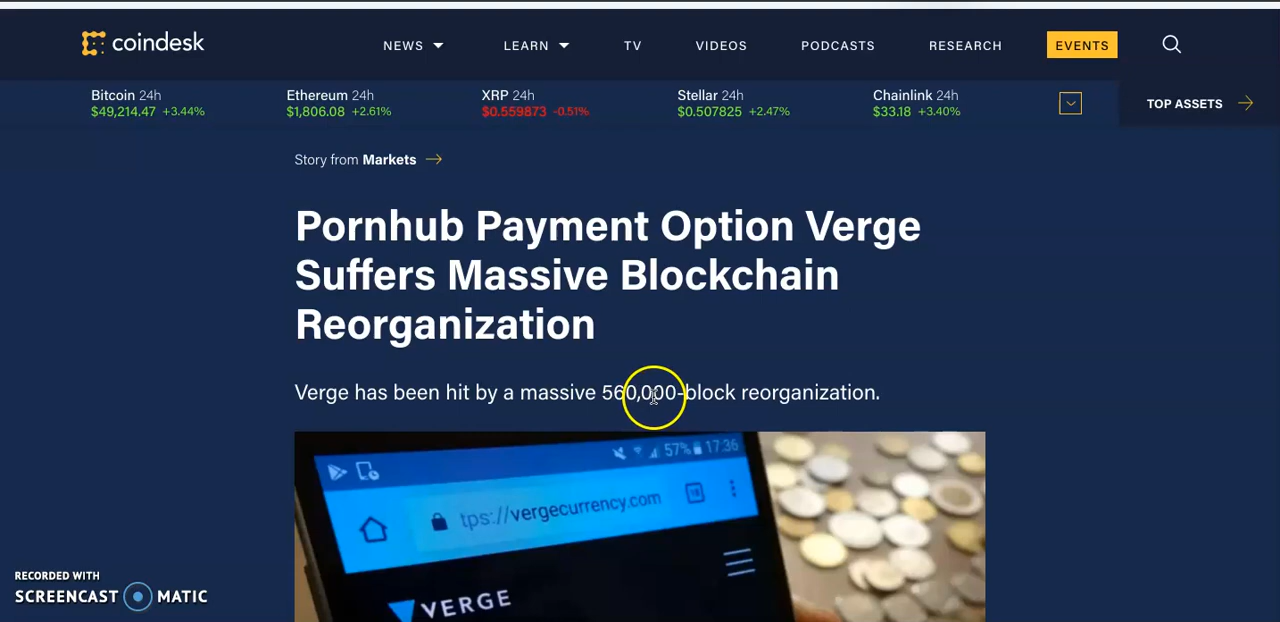 coindesk
NEWS LEARN TV VIDEOS PODCASTS RESEARCH EVENTS
Bitcoin 24h Ethereum 24h XRP 24h Stellar 24h Chainlink 24h
$49,214.47 +3.44% $1,806.08 +2.61% $0.559873 -0.51% $0.507825 +2.47% $33.18 +3.40%
TOP ASSETS
Story from Markets
Pornhub Payment Option Verge
Suffers Massive Blockchain
Reorganization
Verge has been hit by a massive 560,000-block reorganization.
57% 17:36
tps://vergecurrency.com
VERGE
RECORDED WITH
SCREENCAST MATIC